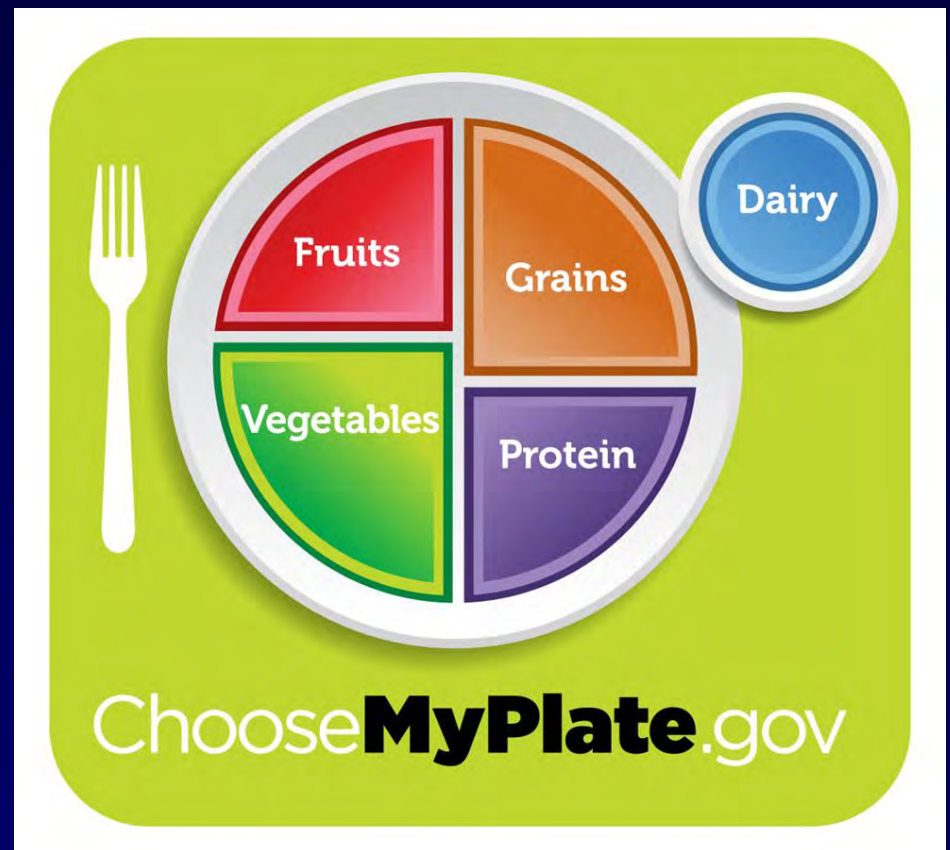 Fruits
Grains
Dairy
Vegetables
Protein
ChooseMyPlate.gov